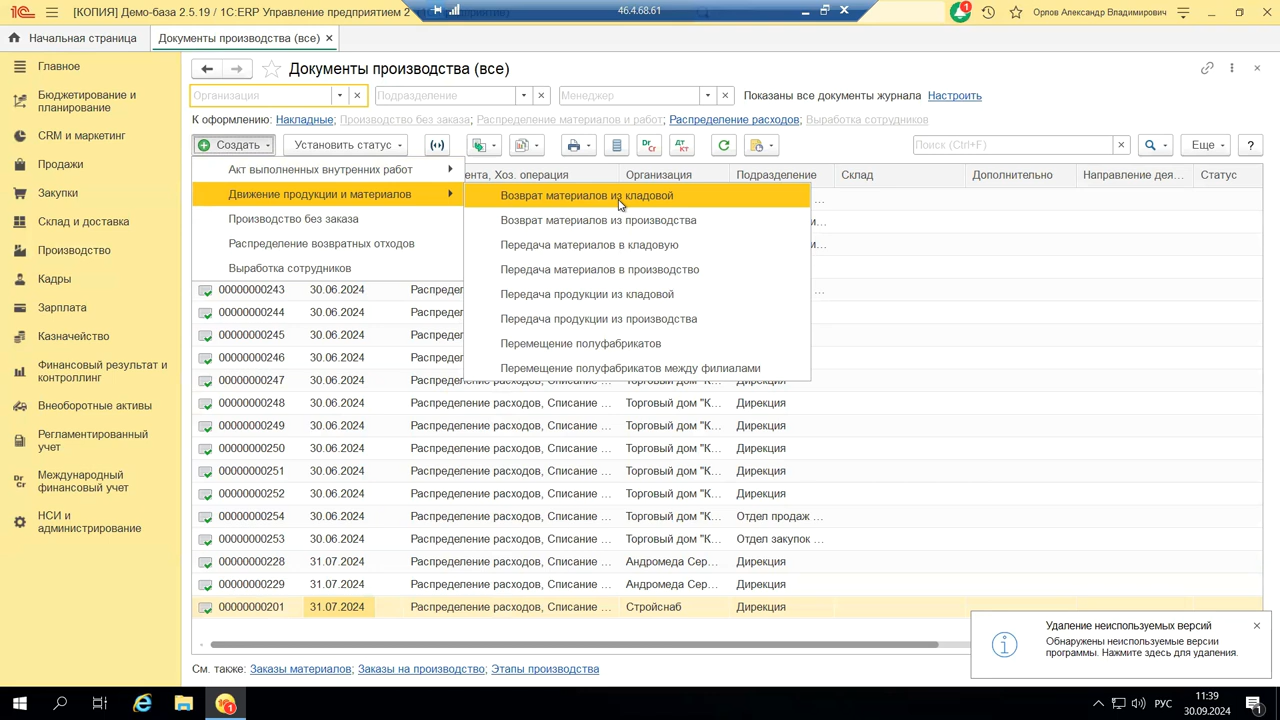 [КОПИЯ] Демо-база 2.5.19 / 1С:ERP Управление предприятием 2
46.4.68.61
1
Орлов Александр Владимирович
Начальная страница
Документы производства (все) ×
Главное
Бюджетирование и
планирование
CRM и маркетинг
Продажи
Закупки
Склад и доставка
Производство
Кадры
Зарплата
Казначейство
Финансовый результат и
контроллинг
Внеоборотные активы
Регламентированный
учет
Международный
финансовый учет
НСИ и
администрирование
Документы производства (все)
Организация
Подразделение
Менеджер
Показаны все документы журнала Настроить
К оформлению: Накладные; Производство без заказа; Распределение материалов и работ; Распределение расходов, Выработка сотрудников
Создать
Установить статус
Поиск (Ctrl+F)
Еще
?
Акт выполненных внутренних работ
Движение продукции и материалов
Производство без заказа
Распределение возвратных отходов
Выработка сотрудников
Возврат материалов из кладовой
Возврат материалов из производства
Передача материалов в кладовую
Передача материалов в производство
Передача продукции из кладовой
Передача продукции из производства
Перемещение полуфабрикатов
Перемещение полуфабрикатов между филиалами
ента, Хоз. операция Организация Подразделение Склад Дополнительно Направление дея... Статус
00000000243 30.06.2024 Распредел
00000000244 30.06.2024 Распредел
00000000245 30.06.2024 Распредел
00000000246 30.06.2024 Распредел
00000000247 30.06.2024 Распределение расходов, Списание ... Торговый дом "К... Дирекция
00000000248 30.06.2024 Распределение расходов, Списание ... Торговый дом "К... Дирекция
00000000249 30.06.2024 Распределение расходов, Списание ... Торговый дом "К... Дирекция
00000000250 30.06.2024 Распределение расходов, Списание ... Торговый дом "К... Дирекция
00000000251 30.06.2024 Распределение расходов, Списание ... Торговый дом "К... Дирекция
00000000252 30.06.2024 Распределение расходов, Списание ... Торговый дом "К... Дирекция
00000000254 30.06.2024 Распределение расходов, Списание ... Торговый дом "К... Отдел продаж ...
00000000253 30.06.2024 Распределение расходов, Списание ... Торговый дом "К... Отдел закупок ...
00000000228 31.07.2024 Распределение расходов, Списание ... Андромеда Сер... Дирекция
00000000229 31.07.2024 Распределение расходов, Списание ... Андромеда Сер... Дирекция
00000000201 31.07.2024 Распределение расходов, Списание ... Стройснаб Дирекция
Удаление неиспользуемых версий
Обнаружены неиспользуемые версии
программы. Нажмите здесь для удаления.
См. также: Заказы материалов; Заказы на производство; Этапы производства
РУС
11:39
30.09.2024
1